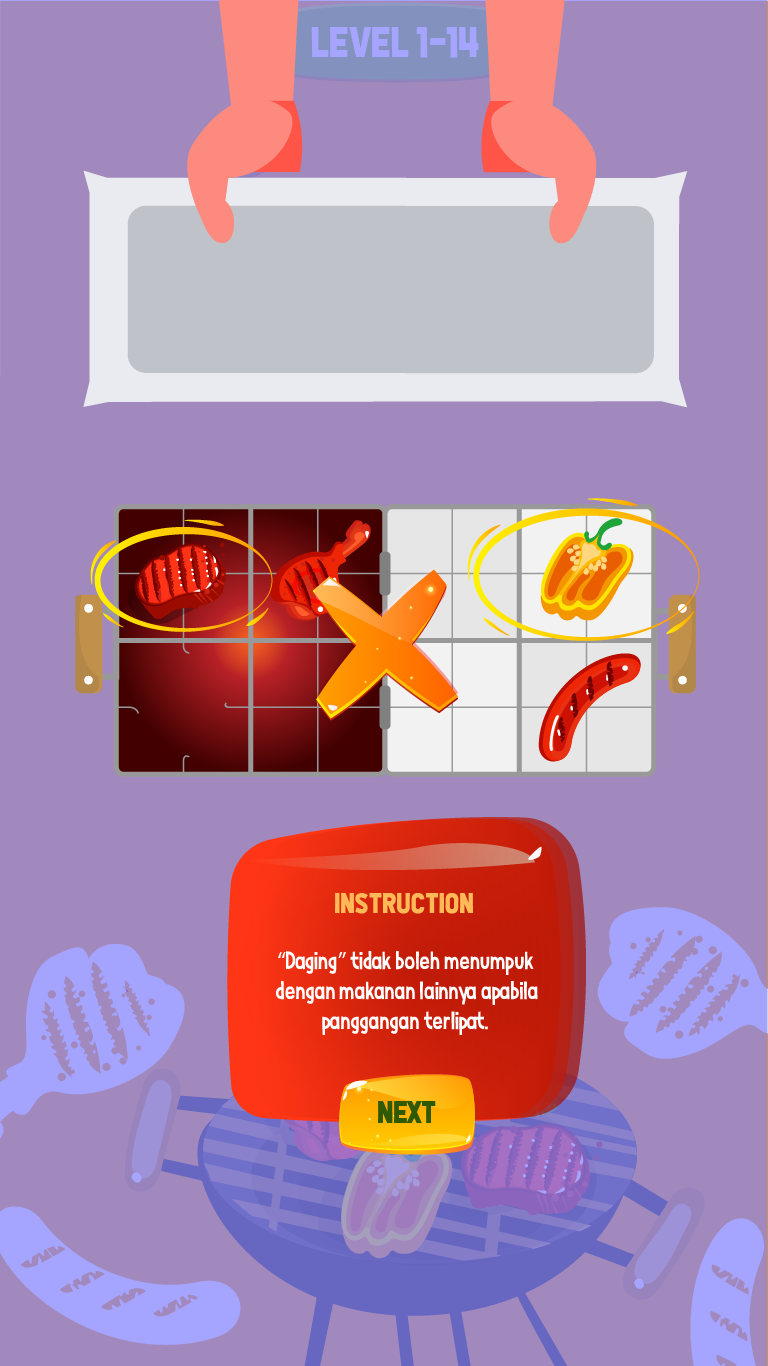 LEVEL 1-14
INSTRUCTION
“Daging” tidak boleh menumpuk
dengan makanan lainnya apabila
panggangan terlipat.
NEXT